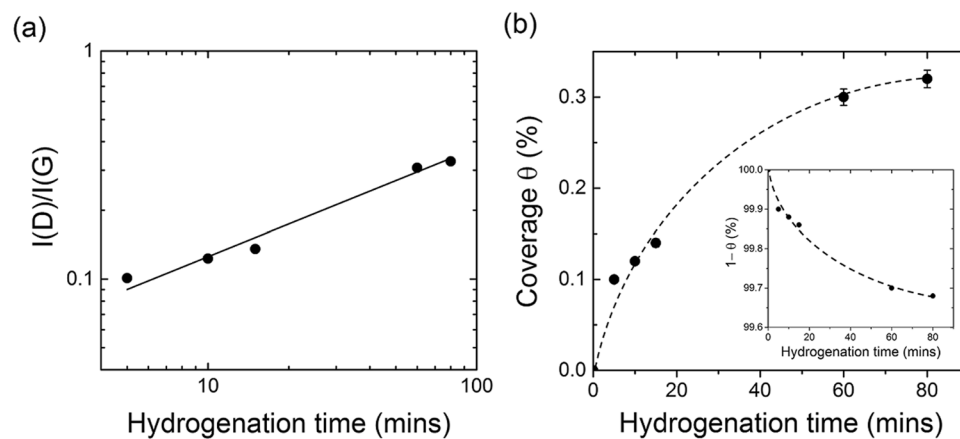 (a)
1
0.1
10
100
I(D)/I(G)
Hydrogenation time (mins)
(b)
0.3
0.2
0.1
0.0
0
20
40
60
80
Coverage θ (%)
Hydrogenation time (mins)
100.0
99.9
99.8
99.7
99.6
0
20
40
60
80
1– θ (%)
Hydrogenation time (mins)